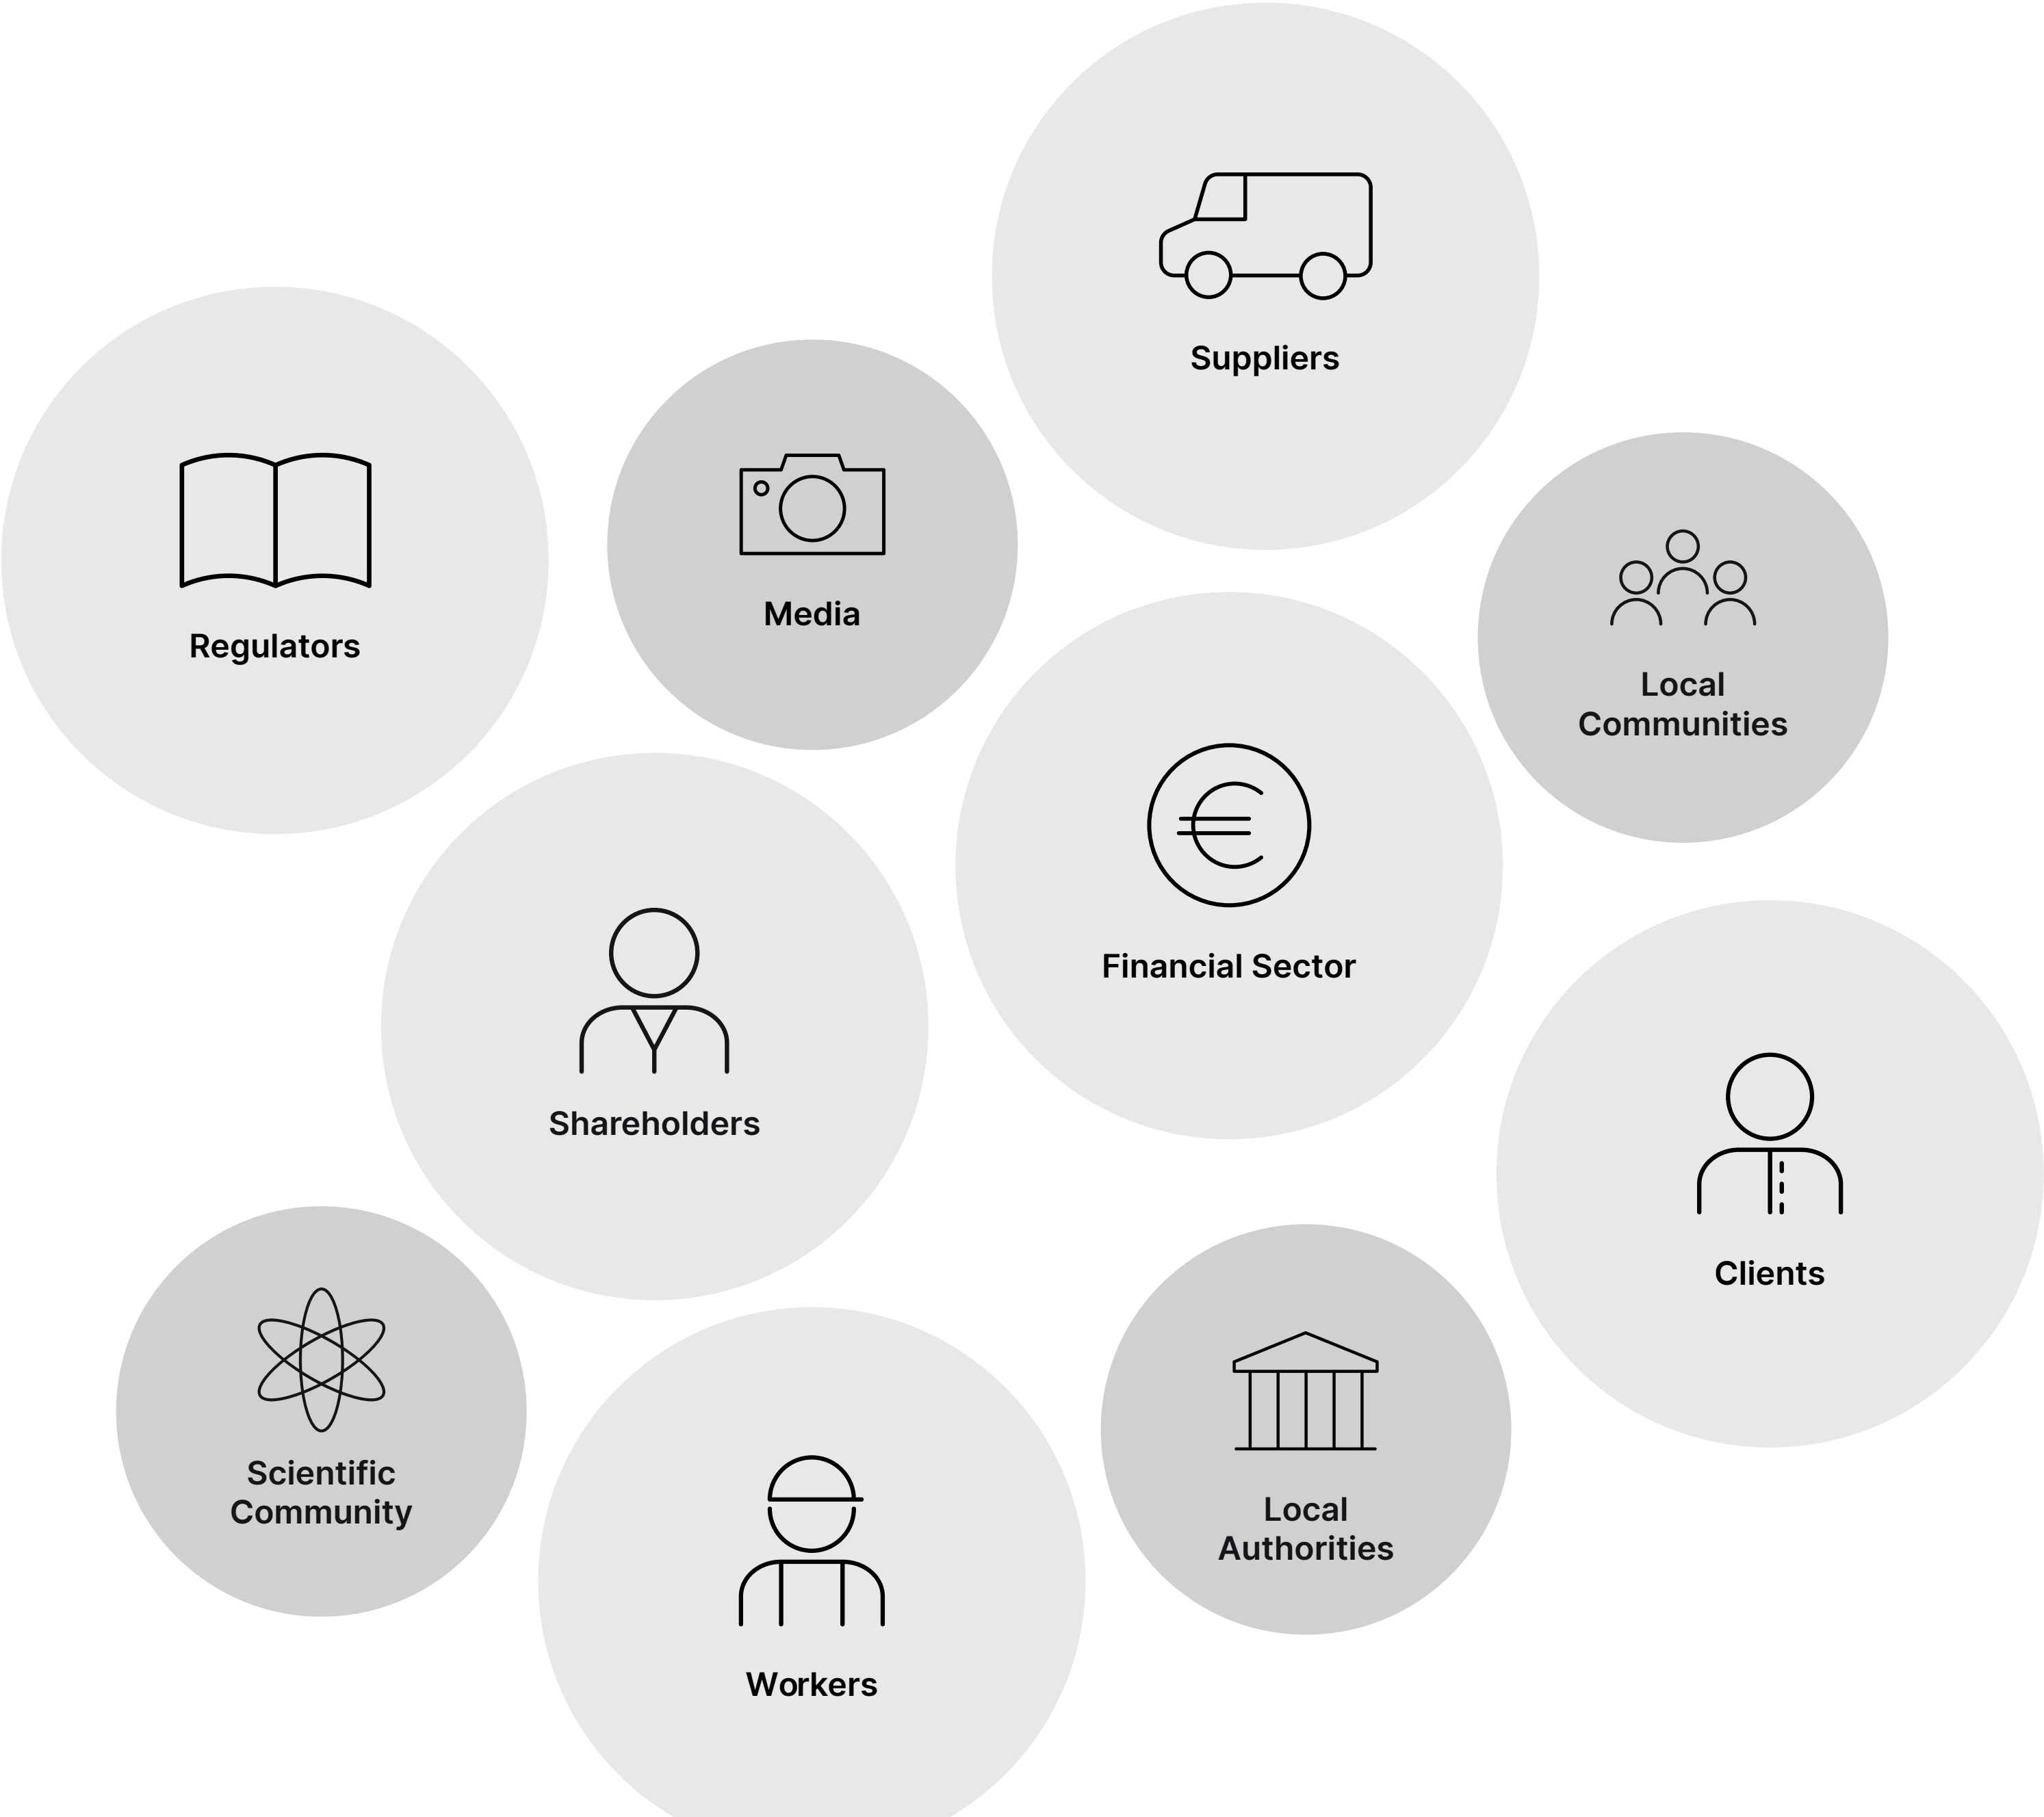 Suppliers
Regulators
Media
Local
Communities
Financial Sector
Shareholders
Clients
Scientific
Community
Local
Authorities
Workers